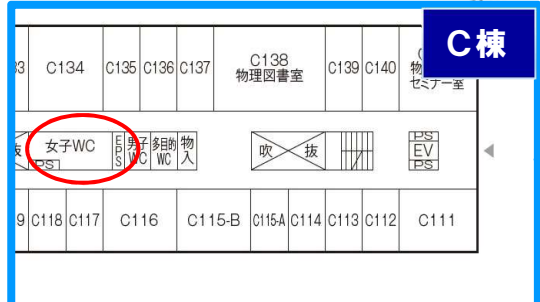 C棟
C134
C135
C136
C137
C138
物理図書室
C139
C140
セミナー室
女子WC
PS
EPS
男子WC
多目的WC
物入
吹抜
PS
EV
PS
C118
C117
C116
C115-B
C115-A
C114
C113
C112
C111